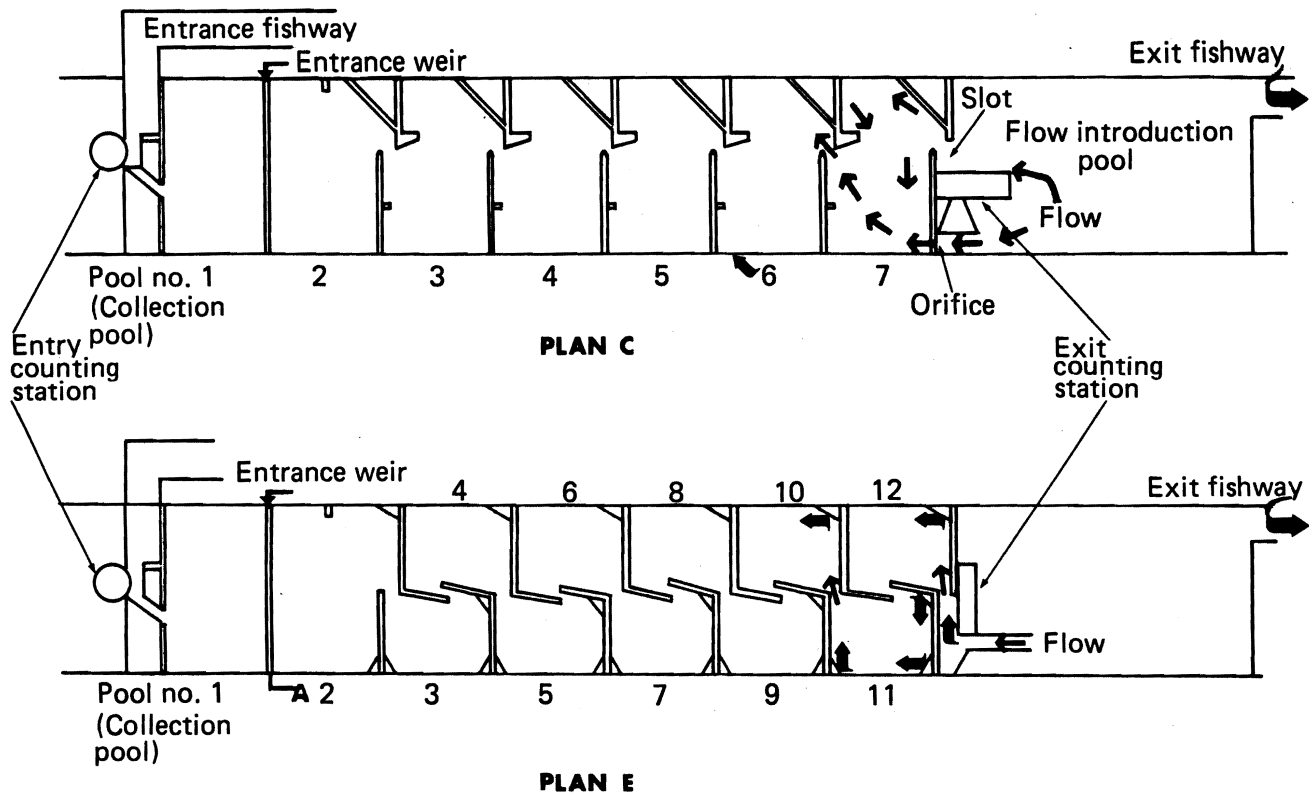 Entrance fishway
Entrance weir
Exit fishway
Slot
Flow introduction
pool
Flow
Pool no. 1
(Collection
pool)
2
3
4
5
6
7
Orifice
PLAN C
Entry
counting
station
Exit
counting
station
Entrance weir
4
6
8
10
12
Exit fishway
Flow
Pool no. 1
(Collection
pool)
A 2
3
5
7
9
11
PLAN E